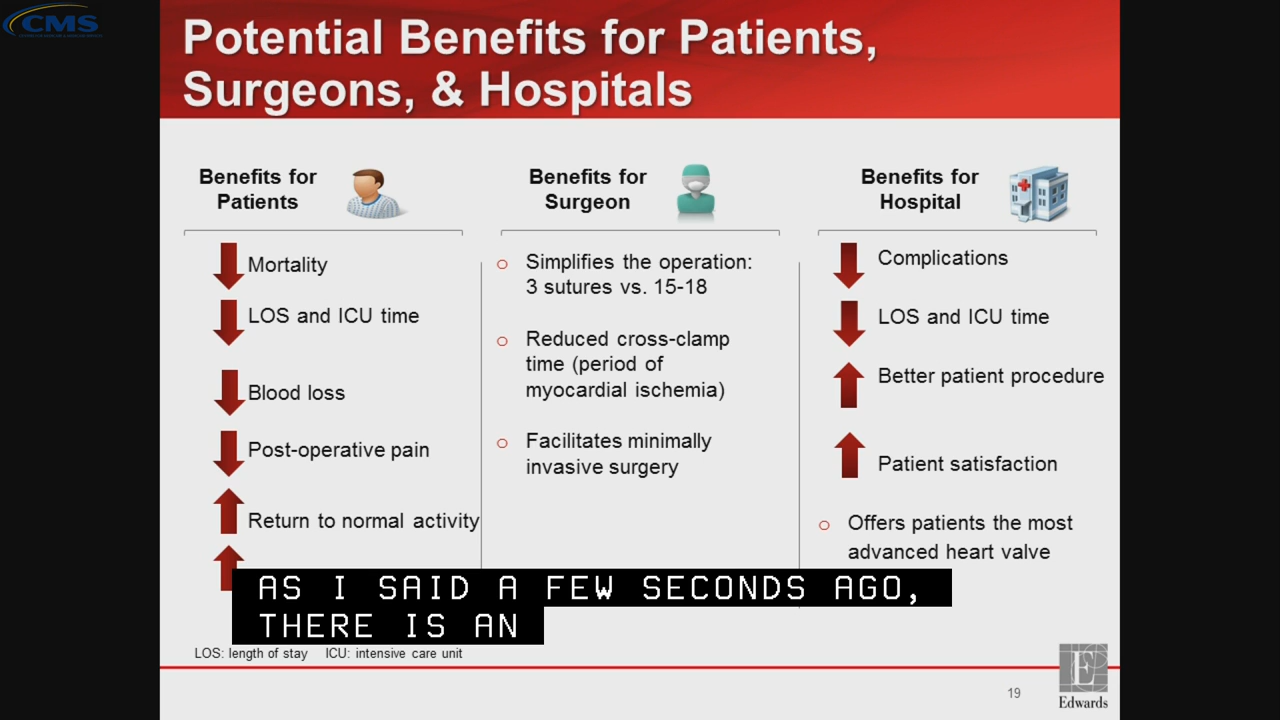 CMS
Potential Benefits for Patients,
Surgeons, & Hospitals
Benefits for
Patients
Mortality
LOS and ICU time
Blood loss
Post-operative pain
Return to normal activity
Benefits for
Surgeon
o Simplifies the operation:
3 sutures vs. 15-18
o Reduced cross-clamp
time (period of
myocardial ischemia)
o Facilitates minimally
invasive surgery
Benefits for
Hospital
Complications
LOS and ICU time
Better patient procedure
Patient satisfaction
o Offers patients the most
advanced heart valve
AS I SAID A FEW SECONDS AGO,
THERE IS AN
LOS: length of stay ICU: intensive care unit
19
E
Edwards